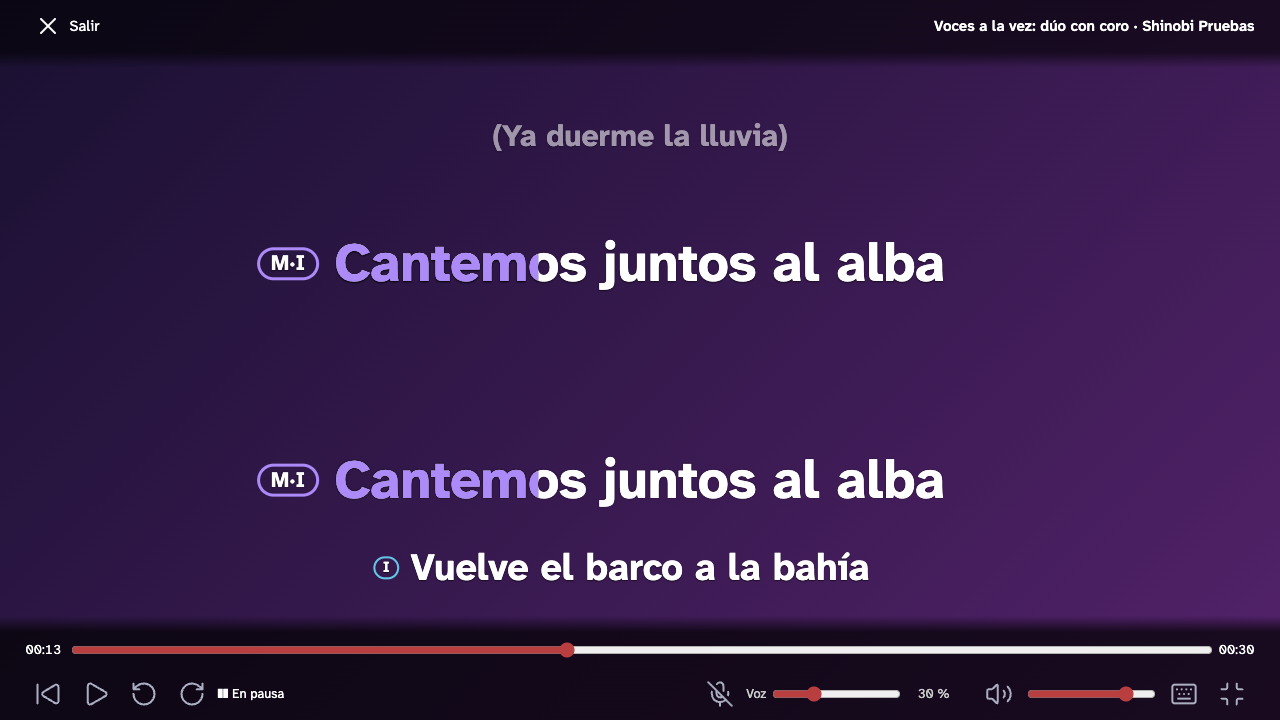 Salir
Voces a la vez: dúo con coro · Shinobi Pruebas
(Ya duerme la lluvia)
M·I Cantemos juntos al alba
M·I Cantemos juntos al alba
I Vuelve el barco a la bahía
00:13
00:30
En pausa
Voz
30 %